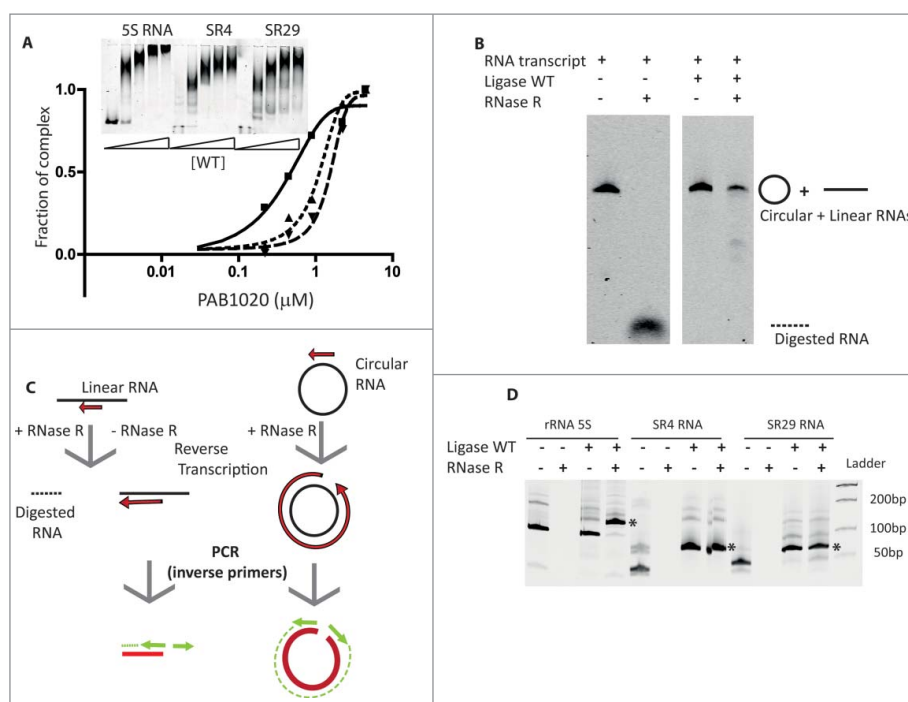 A
5S RNA SR4 SR29
1.0
0.5
0.0
Fraction of complex
[WT]
0.01 0.1 1 10
PAB1020 (μM)
B
RNA transcript + + + +
Ligase WT - - + +
RNase R - + - +
+
Circular + Linear RNAs
Digested RNA
C
Linear RNA
Circular
RNA
+ RNase R - RNase R + RNase R
Reverse
Transcription
Digested
RNA
PCR
(inverse primers)
D
rRNA 5S SR4 RNA SR29 RNA
Ligase WT - - + + - - + + - - + +
RNase R - + - + - + - + - + - +
Ladder
200bp
* 100bp
* * 50bp